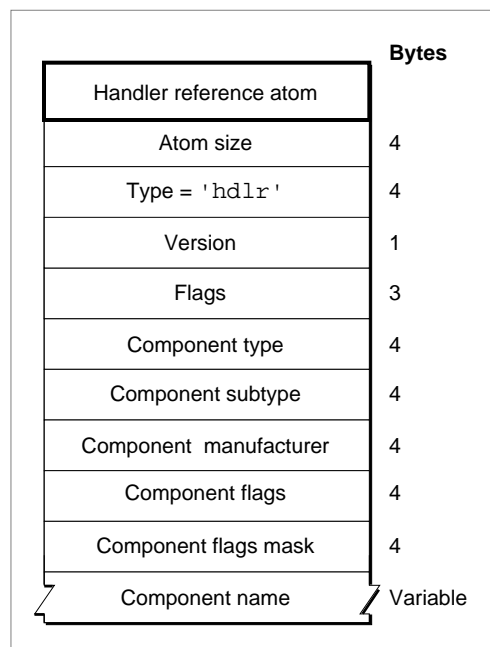 Bytes
Handler reference atom
Atom size 4
Type = 'hdlr' 4
Version 1
Flags 3
Component type 4
Component subtype 4
Component manufacturer 4
Component flags 4
Component flags mask 4
Component name Variable